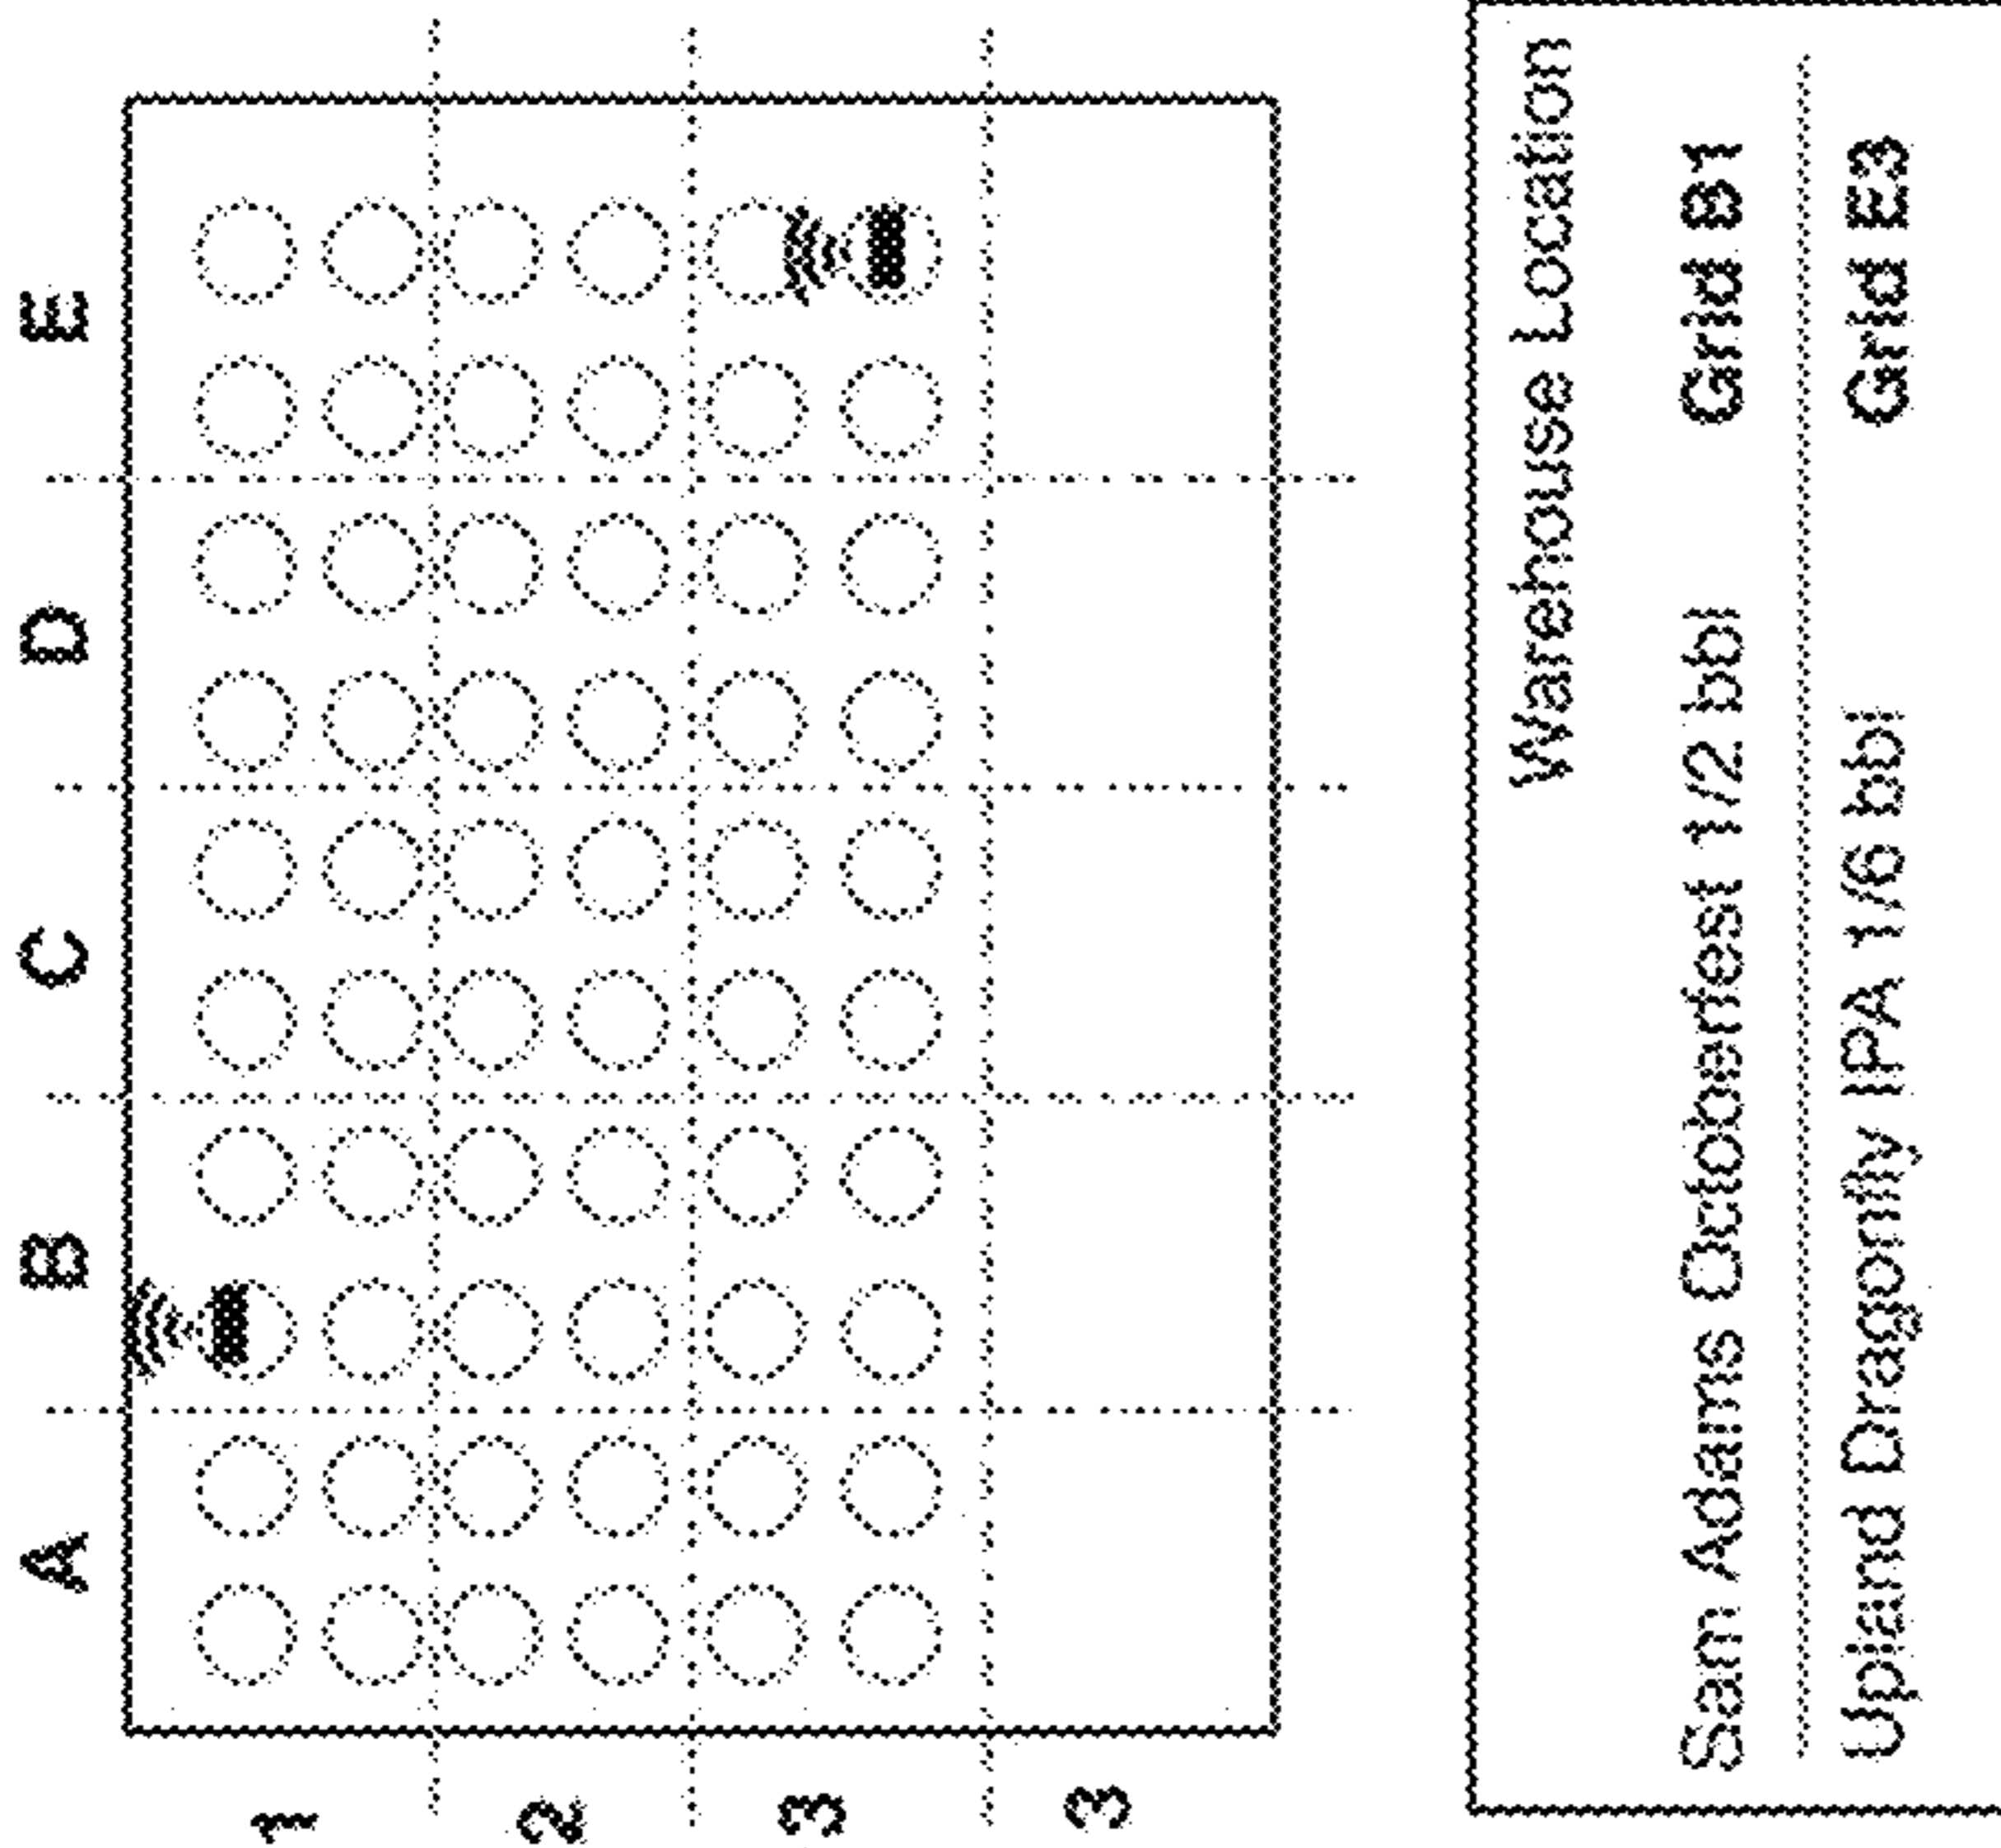 A B C D E
1
2
3
3
Warehouse Location
Sam Adams Octoberfest 1/2 bbl Grid B1
Upland Dragonfly IPA 1/6 bbl Grid E3